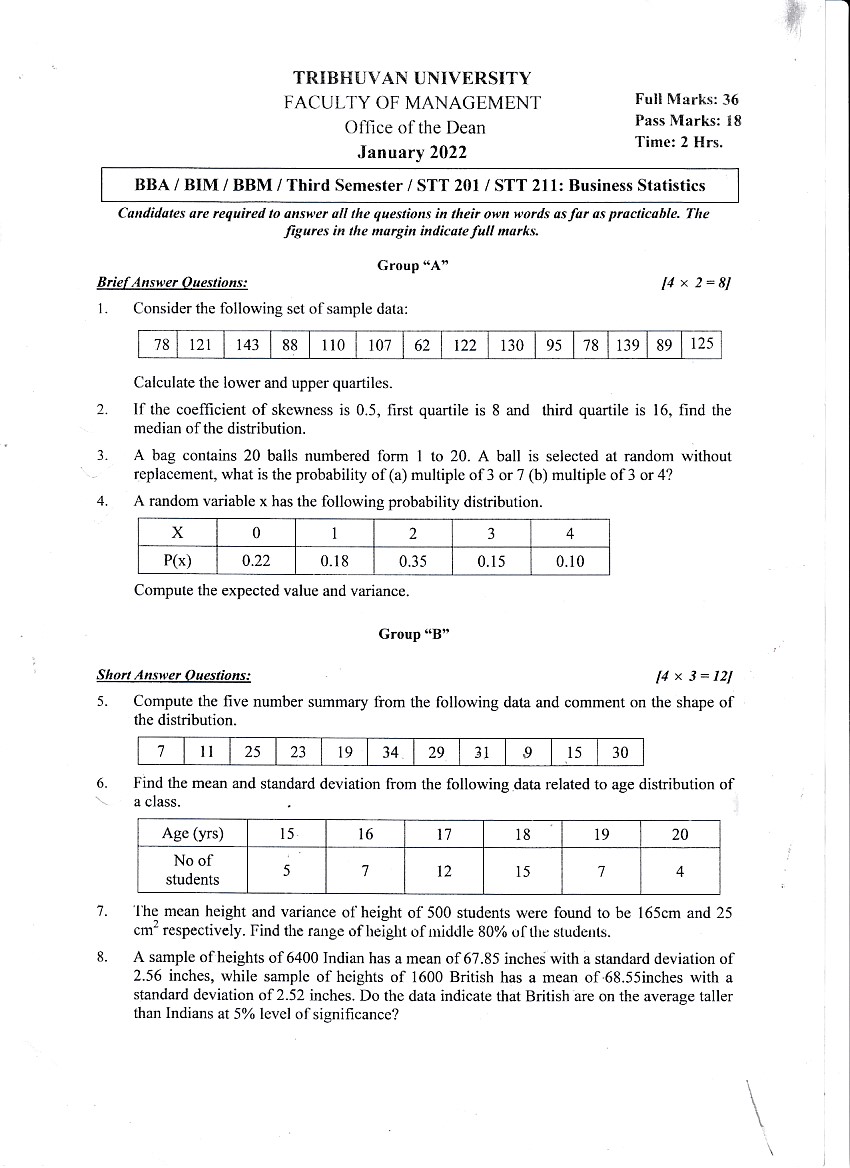 TRIBHUVAN UNIVERSITY
FACULTY OF MANAGEMENT
Office of the Dean
January 2022
Full Marks: 36
Pass Marks: 18
Time: 2 Hrs.
BBA / BIM / BBM / Third Semester / STT 201 / STT 211: Business Statistics
Candidates are required to answer all the questions in their own words as far as practicable. The
figures in the margin indicate full marks.
Group “A”
Brief Answer Questions: [4 × 2 = 8]
1. Consider the following set of sample data:
78 121 143 88 110 107 62 122 130 95 78 139 89 125
Calculate the lower and upper quartiles.
2. If the coefficient of skewness is 0.5, first quartile is 8 and third quartile is 16, find the
median of the distribution.
3. A bag contains 20 balls numbered form 1 to 20. A ball is selected at random without
replacement, what is the probability of (a) multiple of 3 or 7 (b) multiple of 3 or 4?
4. A random variable x has the following probability distribution.
X 0 1 2 3 4
P(x) 0.22 0.18 0.35 0.15 0.10
Compute the expected value and variance.
Group “B”
Short Answer Questions: [4 × 3 = 12]
5. Compute the five number summary from the following data and comment on the shape of
the distribution.
7 11 25 23 19 34 29 31 9 15 30
6. Find the mean and standard deviation from the following data related to age distribution of
a class.
Age (yrs) 15 16 17 18 19 20
No of
students 5 7 12 15 7 4
7. The mean height and variance of height of 500 students were found to be 165cm and 25
cm² respectively. Find the range of height of middle 80% of the students.
8. A sample of heights of 6400 Indian has a mean of 67.85 inches with a standard deviation of
2.56 inches, while sample of heights of 1600 British has a mean of 68.55inches with a
standard deviation of 2.52 inches. Do the data indicate that British are on the average taller
than Indians at 5% level of significance?